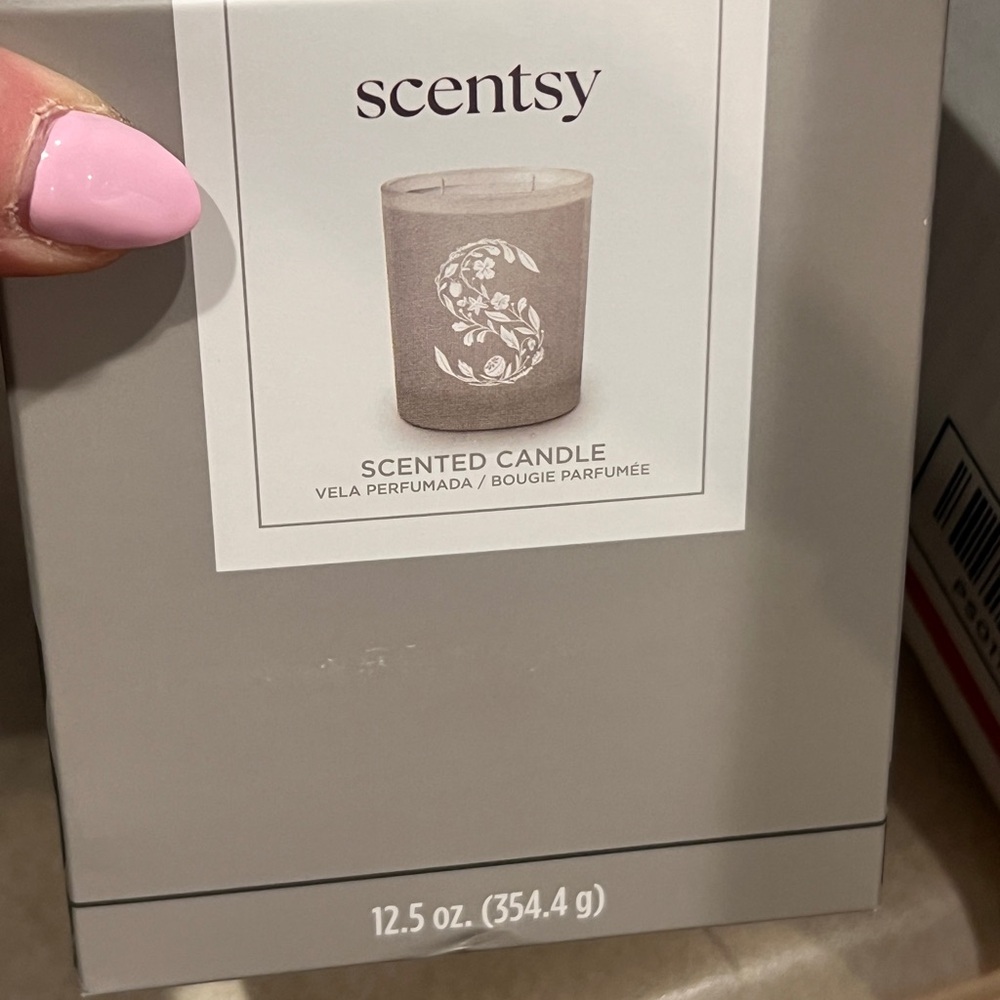 scentsy
S
SCENTED CANDLE
VELA PERFUMADA / BOUGIE PARFUMÉE
12.5 oz. (354.4 g)